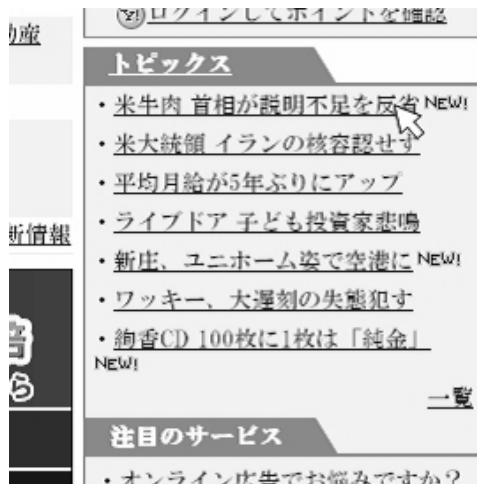 ログインしてポイントを確認
動産
トピックス
・米牛肉 首相が説明不足を反省 NEW!
・米大統領 イランの核容認せず
・平均月給が5年ぶりにアップ
・ライブドア 子ども投資家悲鳴
新情報
・新庄、ユニホーム姿で空港に NEW!
・ワッキー、大遅刻の失態犯す
・絢香CD 100枚に1枚は「純金」
NEW!
一覧
注目のサービス
・オンライン広告でお悩みですか？